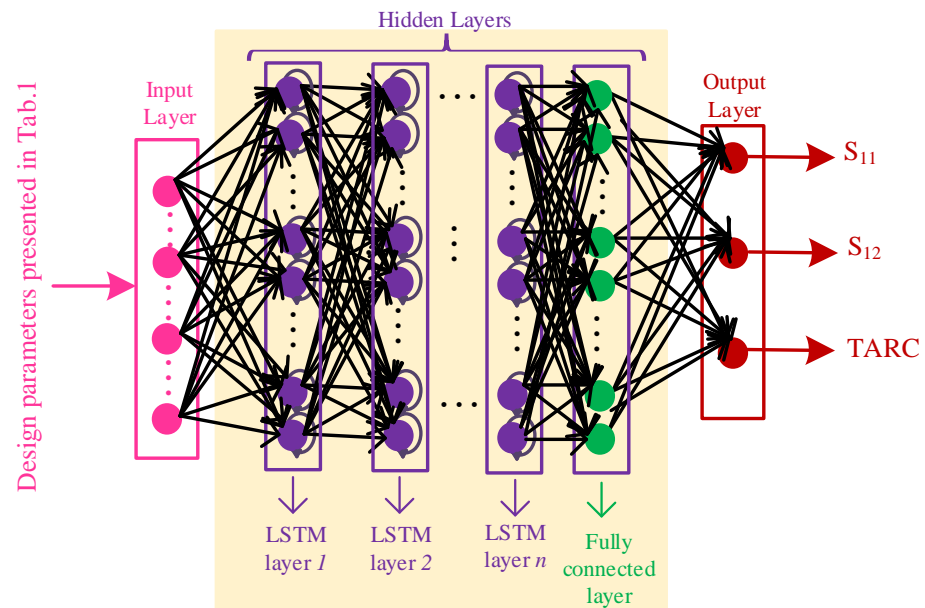 Hidden Layers
Design parameters presented in Tab.1
Input
Layer
Output
Layer
S11
S12
TARC
LSTM
layer 1
LSTM
layer 2
LSTM
layer n
Fully
connected
layer